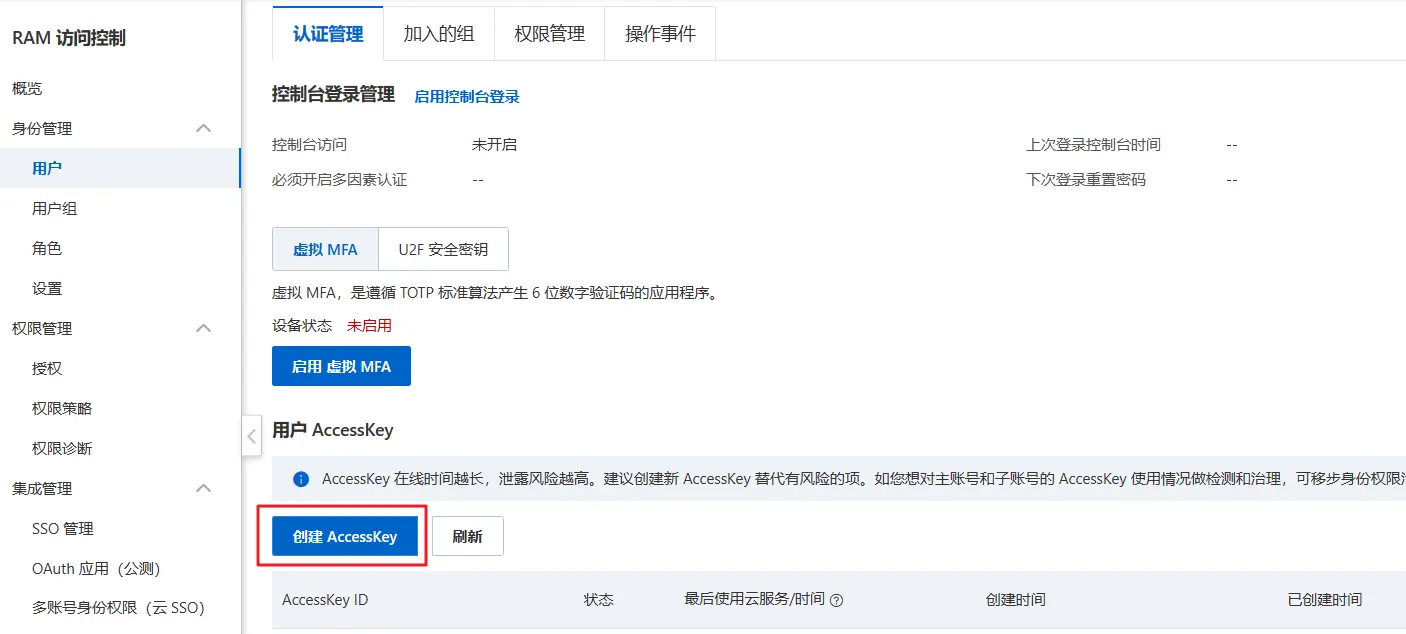 RAM 访问控制
概览
身份管理
用户
用户组
角色
设置
权限管理
授权
权限策略
权限诊断
集成管理
SSO 管理
OAuth 应用（公测）
多账号身份权限（云 SSO）
认证管理 加入的组 权限管理 操作事件
控制台登录管理 启用控制台登录
控制台访问 未开启 上次登录控制台时间 --
必须开启多因素认证 -- 下次登录重置密码 --
虚拟 MFA U2F 安全密钥
虚拟 MFA，是遵循 TOTP 标准算法产生 6 位数字验证码的应用程序。
设备状态 未启用
启用 虚拟 MFA
用户 AccessKey
AccessKey 在线时间越长，泄露风险越高。建议创建新 AccessKey 替代有风险的项。如您想对主账号和子账号的 AccessKey 使用情况做检测和治理，可移步身份权限
创建 AccessKey 刷新
AccessKey ID 状态 最后使用云服务/时间 创建时间 已创建时间